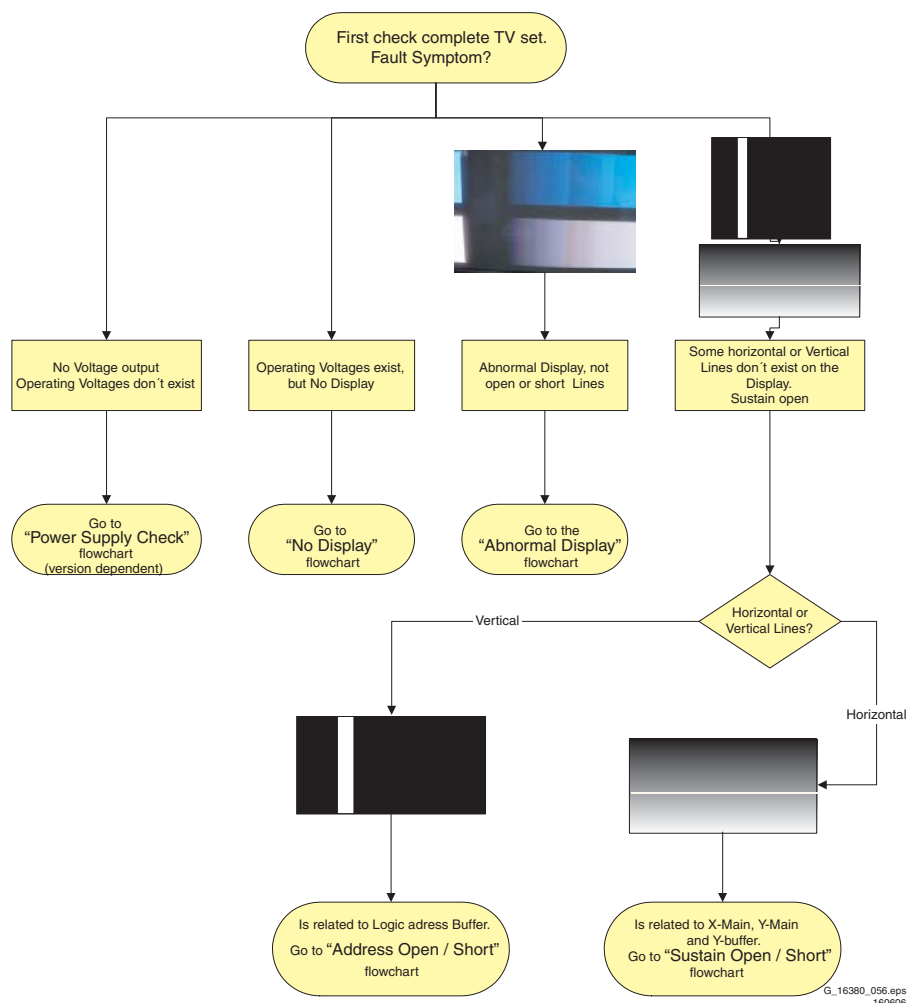 First check complete TV set.
Fault Symptom?
No Voltage output
Operating Voltages don´t exist
Operating Voltages exist,
but No Display
Abnormal Display, not
open or short Lines
Some horizontal or Vertical
Lines don´t exist on the
Display.
Sustain open
Go to
“Power Supply Check”
flowchart
(version dependent)
Go to
“No Display”
flowchart
Go to the
“Abnormal Display”
flowchart
Horizontal or
Vertical Lines?
Vertical
Horizontal
Is related to Logic adress Buffer.
Go to “Address Open / Short”
flowchart
Is related to X-Main, Y-Main
and Y-buffer.
Go to “Sustain Open / Short”
flowchart
G_16380_056.eps
160606